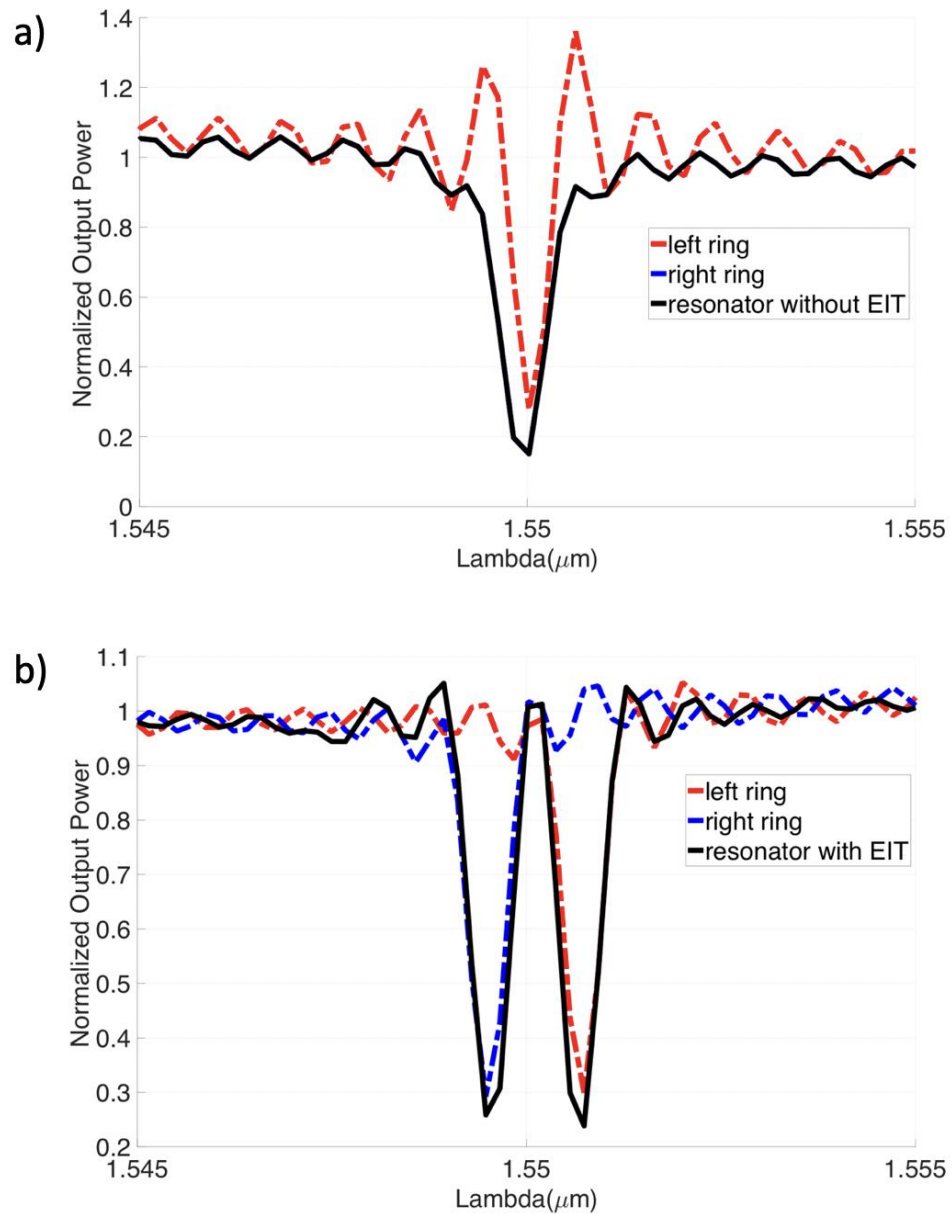 a)
1.4
1.2
1
0.8
0.6
0.4
0.2
0
Normalized Output Power
left ring
right ring
resonator without EIT
1.545
1.55
1.555
Lambda(μm)
b)
1.1
1
0.9
0.8
0.7
0.6
0.5
0.4
0.3
0.2
Normalized Output Power
left ring
right ring
resonator with EIT
1.545
1.55
1.555
Lambda(μm)